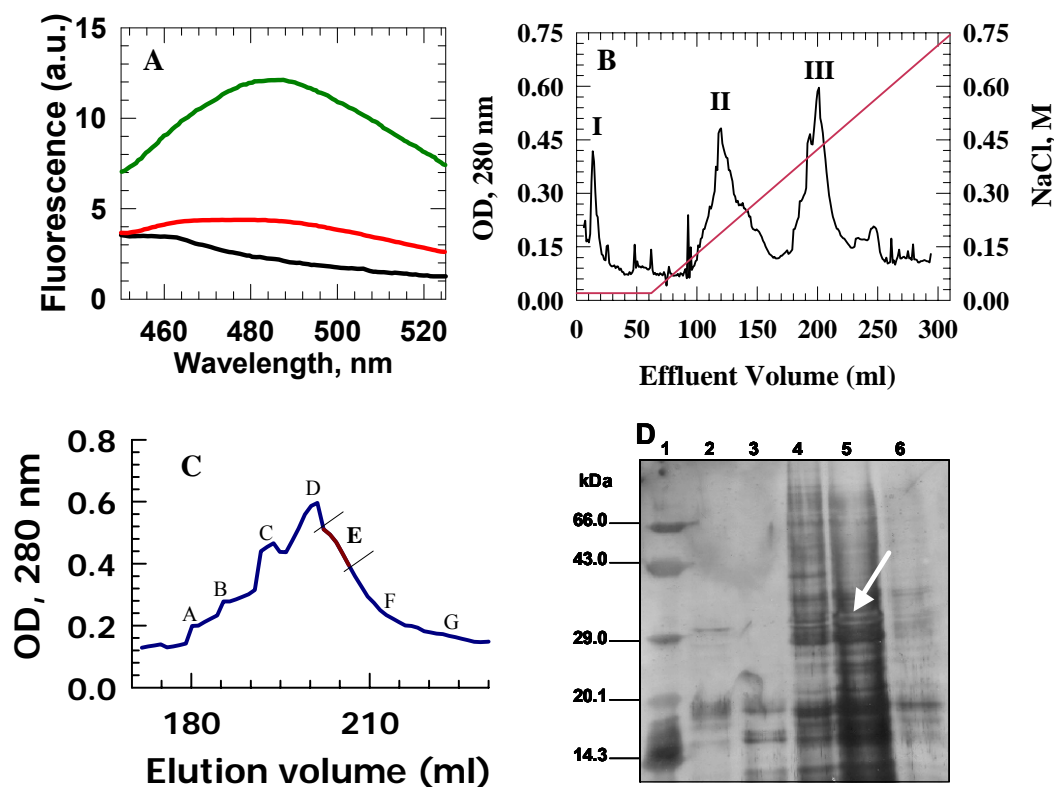 A
Fluorescence (a.u.)
15
10
5
0
460 480 500 520
Wavelength, nm
B
I
II
III
OD, 280 nm
0.75
0.60
0.45
0.30
0.15
0.00
0 50 100 150 200 250 300
Effluent Volume (ml)
0.75
0.60
0.45
0.30
0.15
0.00
NaCl, M
C
OD, 280 nm
0.8
0.6
0.4
0.2
0.0
A
B
C
D
E
F
G
180 210
Elution volume (ml)
D
1 2 3 4 5 6
kDa
66.0
43.0
29.0
20.1
14.3